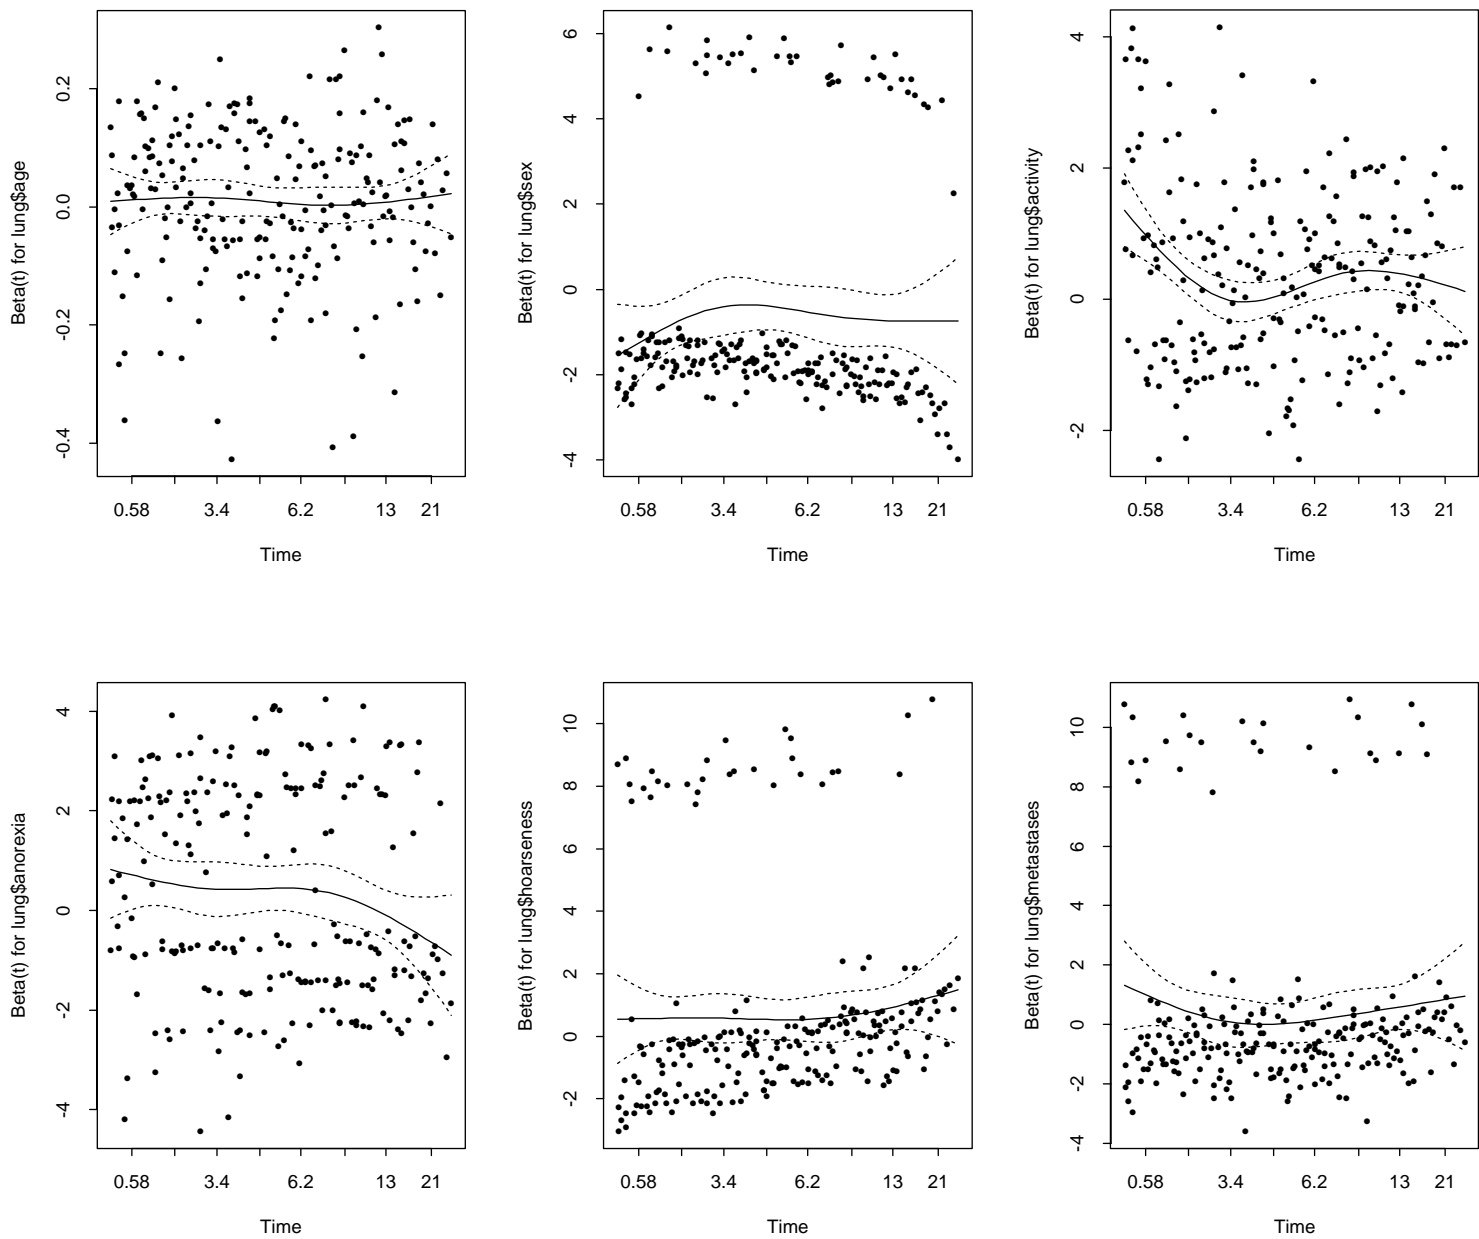 0.2
0.0
-0.2
-0.4
Beta(t) for lung$age
0.58 3.4 6.2 13 21
Time
6
4
2
0
-2
-4
Beta(t) for lung$sex
0.58 3.4 6.2 13 21
Time
4
2
0
-2
Beta(t) for lung$activity
0.58 3.4 6.2 13 21
Time
4
2
0
-2
-4
Beta(t) for lung$anorexia
0.58 3.4 6.2 13 21
Time
10
8
6
4
2
0
-2
Beta(t) for lung$hoarseness
0.58 3.4 6.2 13 21
Time
10
8
6
4
2
0
-2
-4
Beta(t) for lung$metastases
0.58 3.4 6.2 13 21
Time